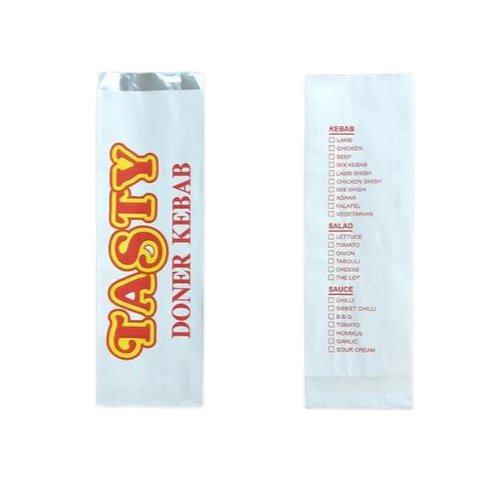 TASTY
DONER KEBAB
KEBAB
LAMB
CHICKEN
BEEF
MIX KEBAB
LAMB SHISH
CHICKEN SHISH
MIX SHISH
ADANA
FALAFEL
VEGETARIAN
SALAD
LETTUCE
TOMATO
ONION
TABOULI
CHEESE
THE LOT
SAUCE
CHILLI
SWEET CHILLI
B.B.Q.
TOMATO
HOMMUS
GARLIC
SOUR CREAM